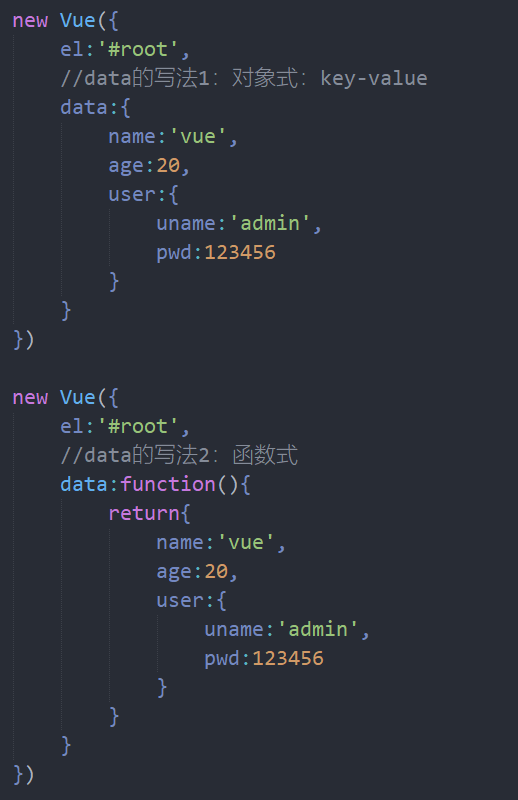 new Vue({
    el:'#root',
    //data的写法1：对象式：key-value
    data:{
        name:'vue',
        age:20,
        user:{
            uname:'admin',
            pwd:123456
        }
    }
})

new Vue({
    el:'#root',
    //data的写法2：函数式
    data:function(){
        return{
            name:'vue',
            age:20,
            user:{
                uname:'admin',
                pwd:123456
            }
        }
    }
})